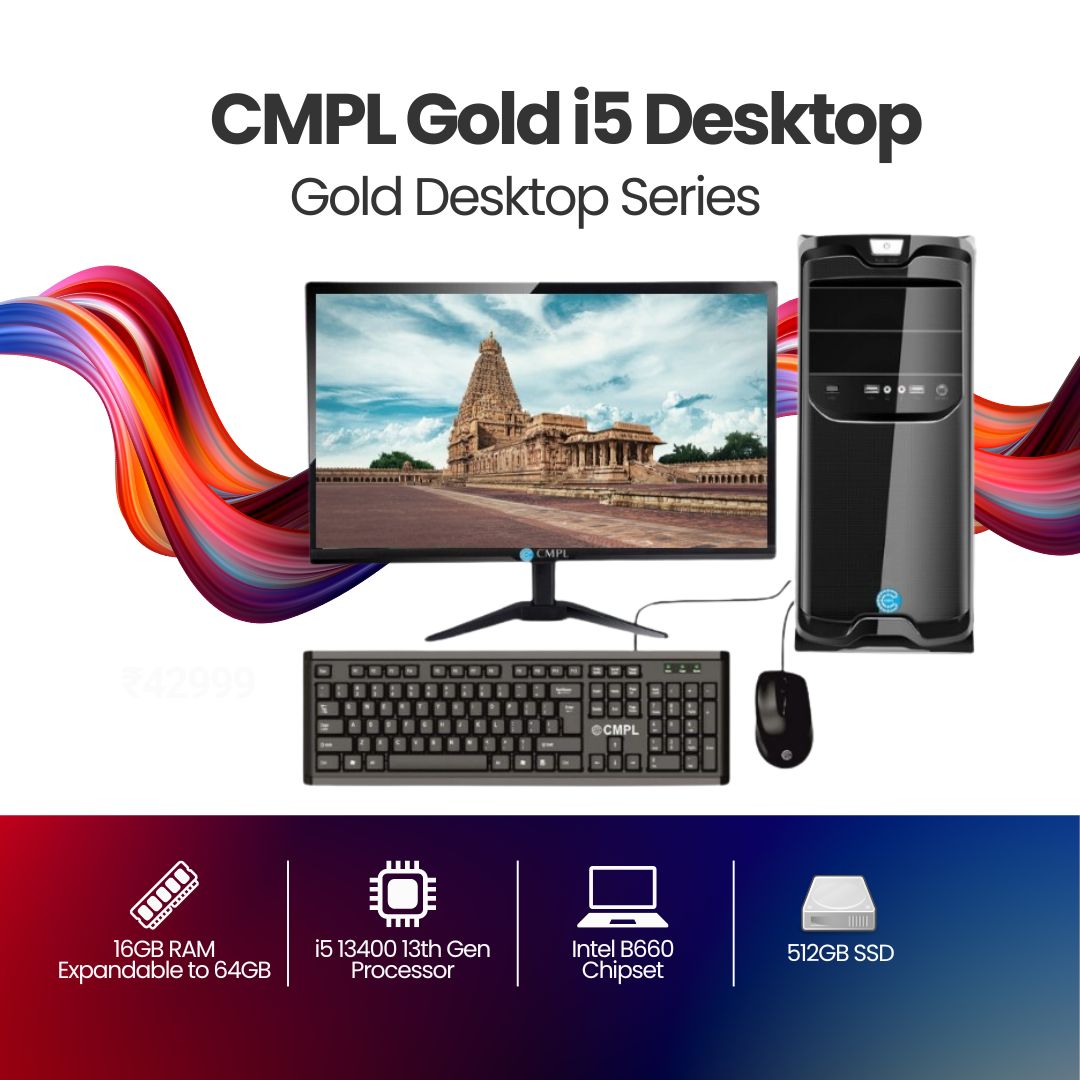 CMPL Gold i5 Desktop
Gold Desktop Series
CMPL
₹42999
CMPL
16GB RAM
Expandable to 64GB
i5 13400 13th Gen
Processor
Intel B660
Chipset
512GB SSD